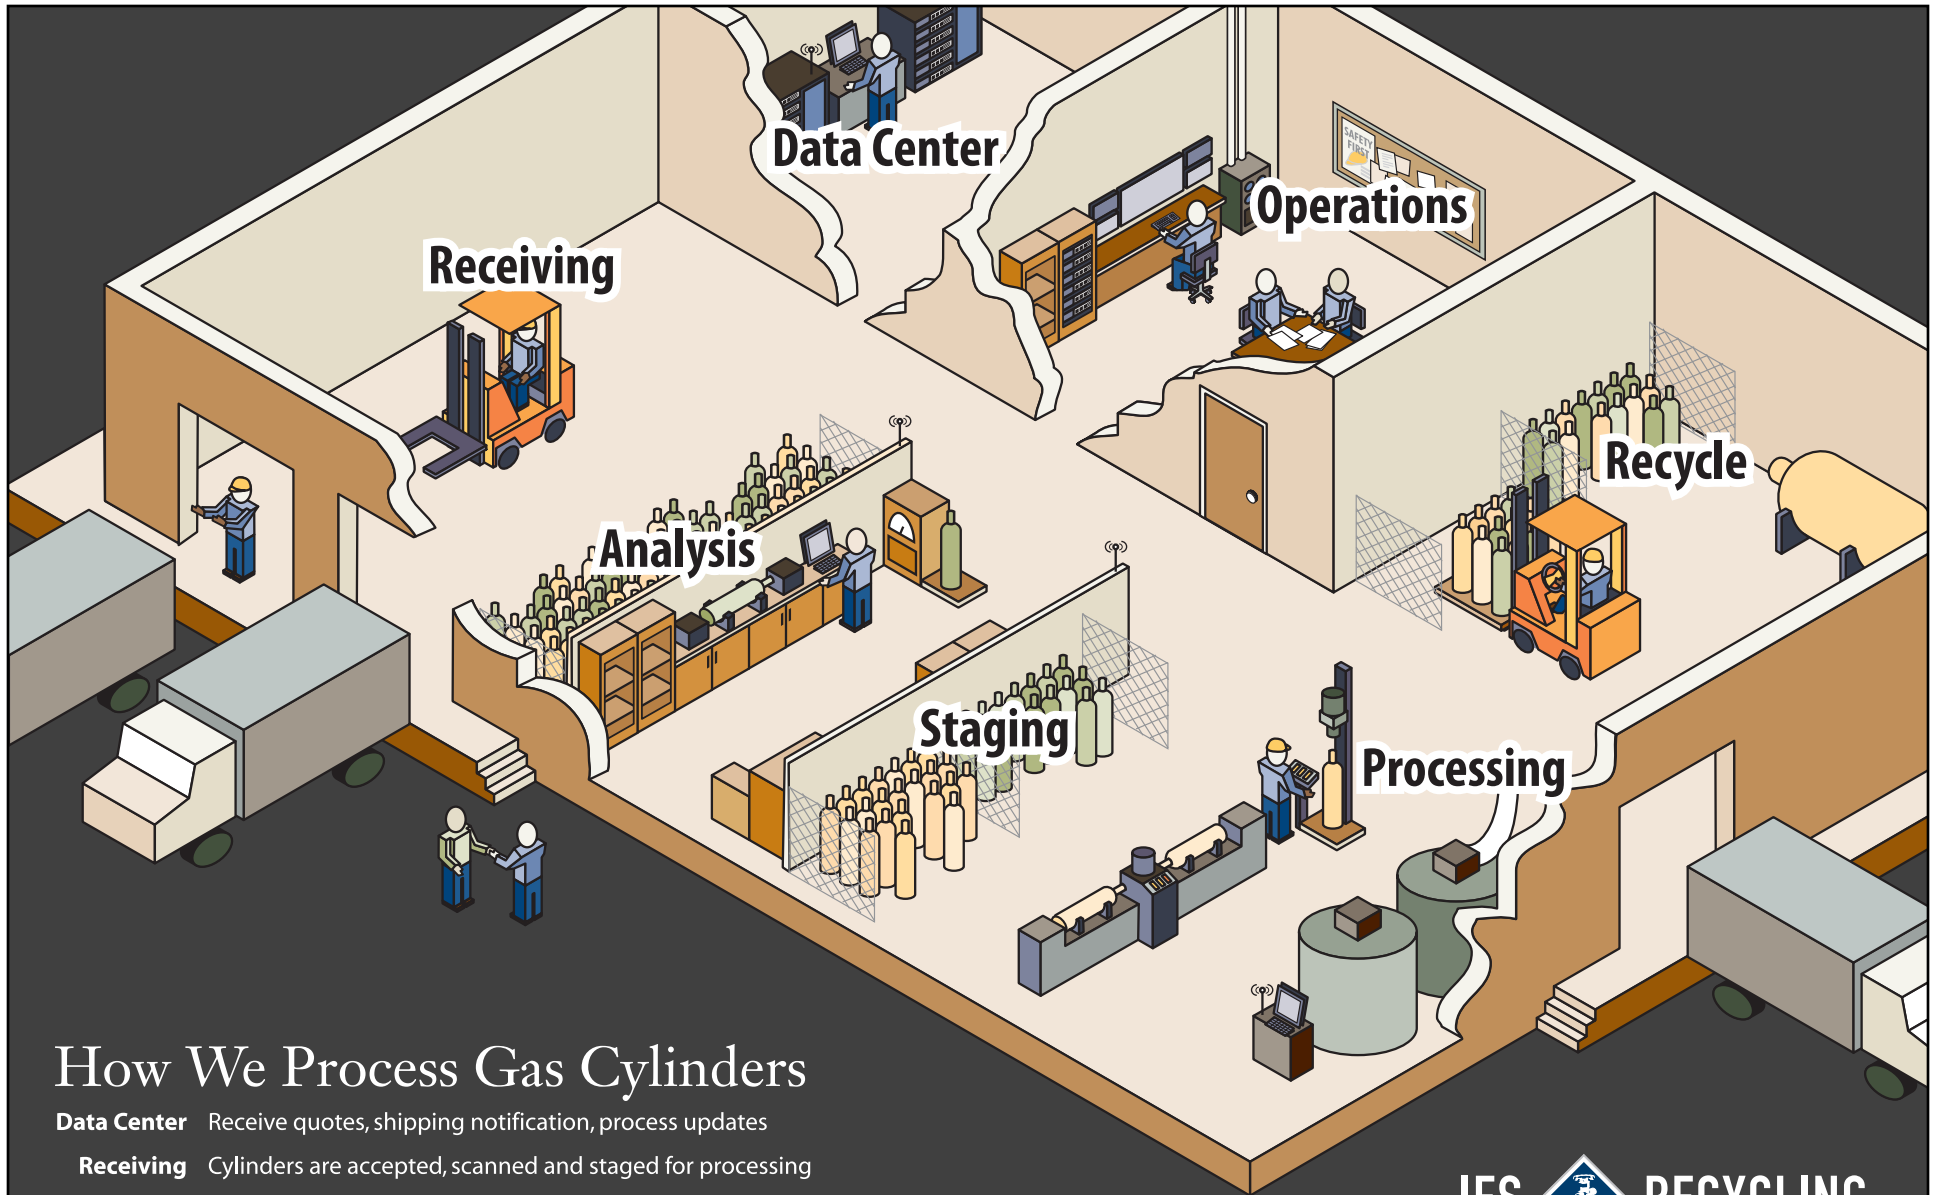 Data Center
SAFETY
FIRST
Operations
Receiving
Recycle
Analysis
Staging
Processing
How We Process Gas Cylinders
Data Center Receive quotes, shipping notification, process updates
Receiving Cylinders are accepted, scanned and staged for processing
RECYCLING